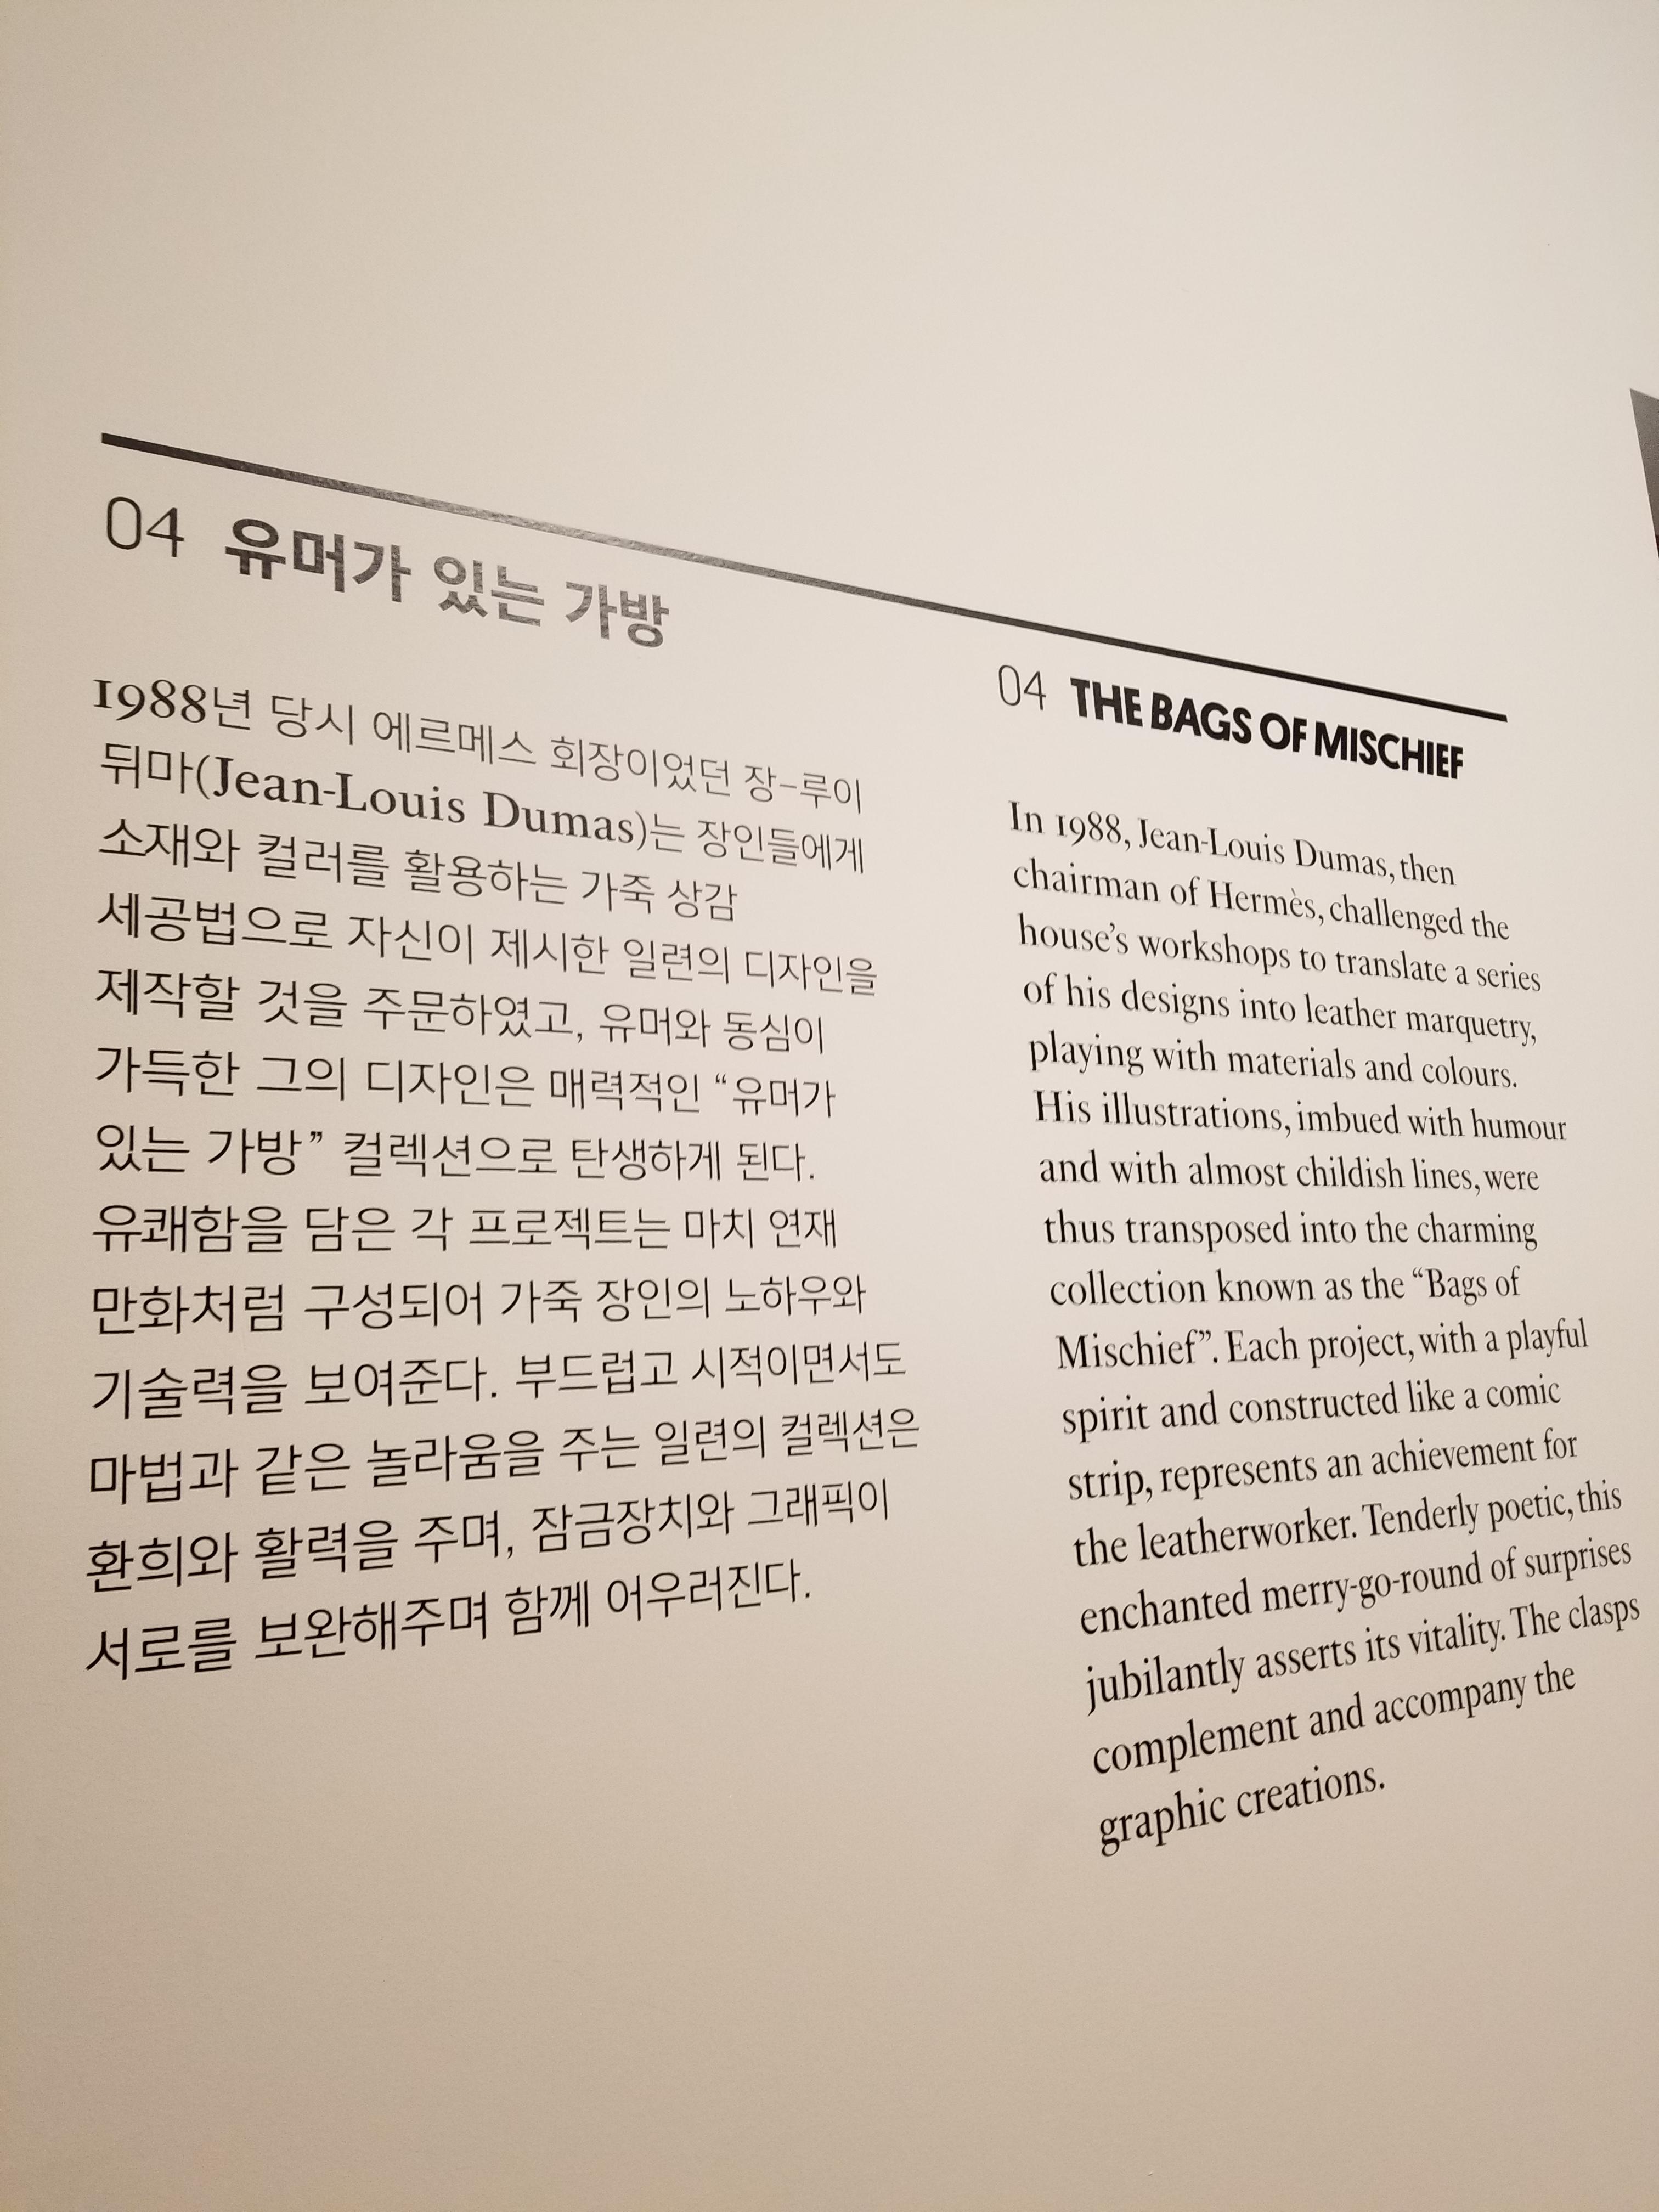 04 유머가 있는 가방
1988년 당시 에르메스 회장이었던 장-루이
뒤마(Jean-Louis Dumas)는 장인들에게
소재와 컬러를 활용하는 가죽 상감
세공법으로 자신이 제시한 일련의 디자인을
제작할 것을 주문하였고, 유머와 동심이
가득한 그의 디자인은 매력적인 “유머가
있는 가방” 컬렉션으로 탄생하게 된다.
유쾌함을 담은 각 프로젝트는 마치 연재
만화처럼 구성되어 가죽 장인의 노하우와
기술력을 보여준다. 부드럽고 시적이면서도
마법과 같은 놀라움을 주는 일련의 컬렉션은
환희와 활력을 주며, 잠금장치와 그래픽이
서로를 보완해주며 함께 어우러진다.
04 THE BAGS OF MISCHIEF
In 1988, Jean-Louis Dumas, then
chairman of Hermès, challenged the
house’s workshops to translate a series
of his designs into leather marquetry,
playing with materials and colours.
His illustrations, imbued with humour
and with almost childish lines, were
thus transposed into the charming
collection known as the “Bags of
Mischief”. Each project, with a playful
spirit and constructed like a comic
strip, represents an achievement for
the leatherworker. Tenderly poetic, this
enchanted merry-go-round of surprises
jubilantly asserts its vitality. The clasps
complement and accompany the
graphic creations.